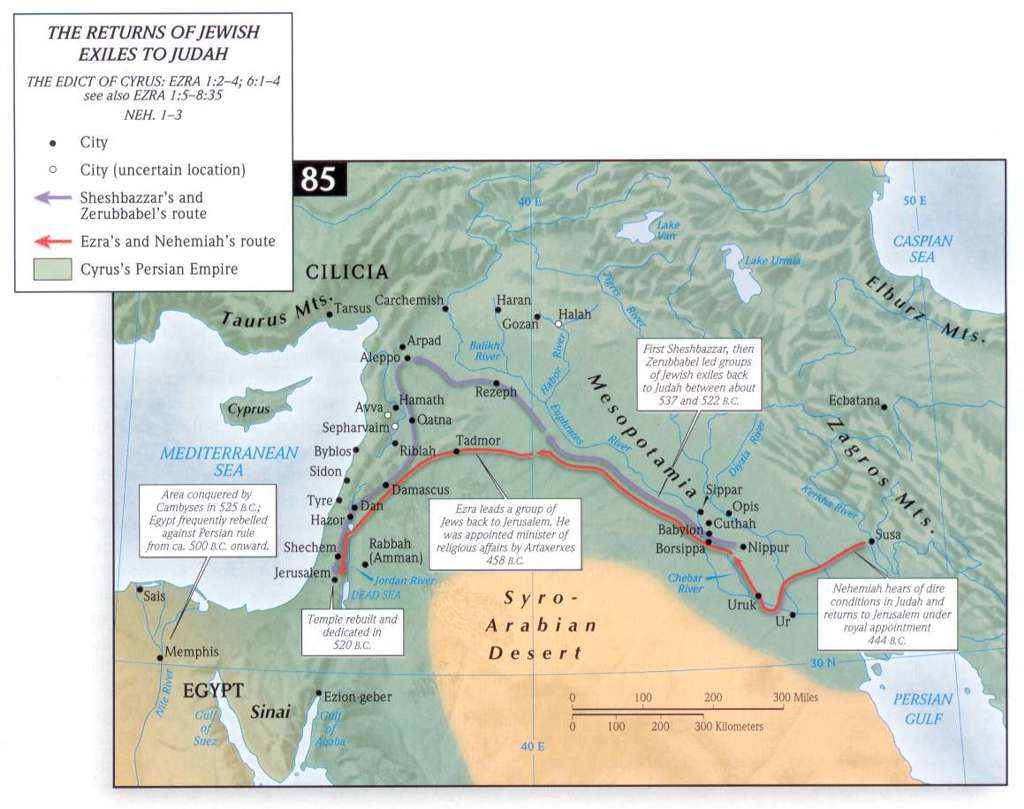 THE RETURNS OF JEWISH
EXILES TO JUDAH
THE EDICT OF CYRUS: EZRA 1:2–4; 6:1–4
see also EZRA 1:5–8:35
NEH. 1–3
City
City (uncertain location)
Sheshbazzar's and
Zerubbabel's route
Ezra's and Nehemiah's route
Cyrus's Persian Empire
85
40 E
50 E
Lake
Van
CASPIAN
SEA
Lake Urmia
CILICIA
Tigris River
Elburz Mts.
Taurus Mts.
Tarsus
Carchemish
Haran
Gozan
Halah
Arpad
Aleppo
Balikh
River
Habor River
First Sheshbazzar, then
Zerubbabel led groups
of Jewish exiles back
to Judah between about
537 and 522 B.C.
Rezeph
Mesopotamia
Cyprus
Avva
Hamath
Qatna
Sepharvaim
Euphrates River
Ecbatana
Zagros Mts.
Diyala River
MEDITERRANEAN
SEA
Byblos
Riblah
Tadmor
Sidon
Damascus
Sippar
Kerkha River
Area conquered by
Cambyses in 525 B.C.;
Egypt frequently rebelled
against Persian rule
from ca. 500 B.C. onward.
Tyre
Dan
Hazor
Ezra leads a group of
Jews back to Jerusalem. He
was appointed minister of
religious affairs by Artaxerxes
458 B.C.
Opis
Babylon
Cuthah
Borsippa
Nippur
Susa
Shechem
Rabbah
(Amman)
Jerusalem
Jordan River
DEAD SEA
Chebar
River
Sais
Temple rebuilt and
dedicated in
520 B.C.
Syro-
Arabian
Desert
Uruk
Ur
Nehemiah hears of dire
conditions in Judah and
returns to Jerusalem under
royal appointment
444 B.C.
Memphis
30 N
Nile River
EGYPT
Sinai
Ezion-geber
Gulf
of
Suez
Gulf
of
Aqaba
0 100 200 300 Miles
0 100 200 300 Kilometers
PERSIAN
GULF
40 E